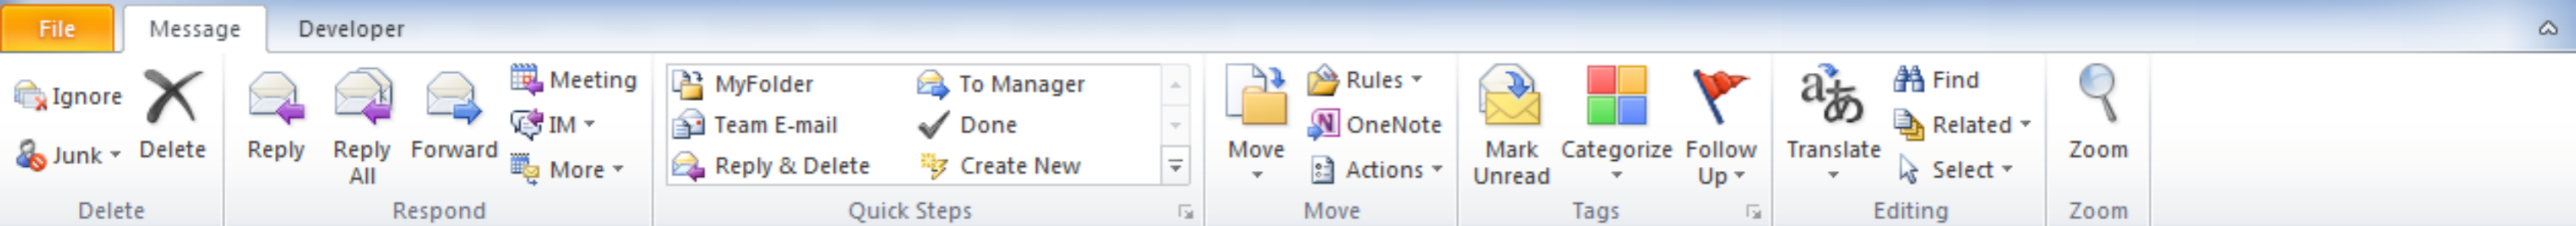 File Message Developer
Ignore
Junk
Delete
Delete
Reply
Reply
All
Forward
Meeting
IM
More
Respond
MyFolder
Team E-mail
Reply & Delete
To Manager
Done
Create New
Quick Steps
Move
Rules
OneNote
Actions
Move
Mark
Unread
Categorize
Follow
Up
Tags
Translate
Find
Related
Select
Editing
Zoom
Zoom